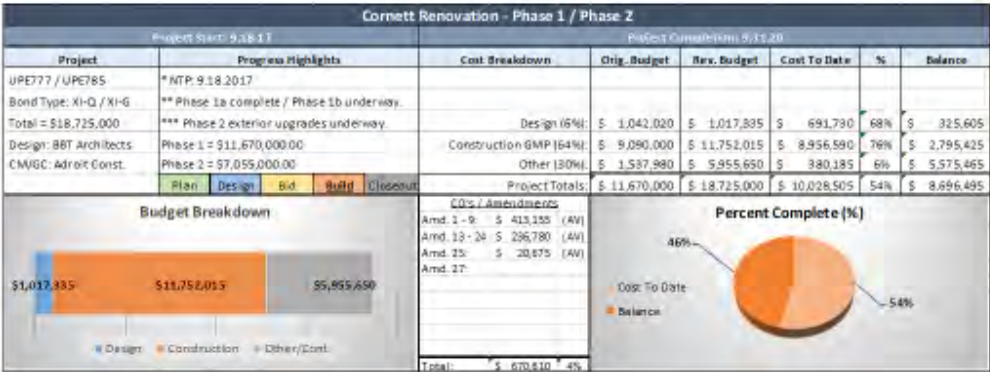 Cornett Renovation - Phase 1 / Phase 2
Project Start: 9.18.17 Project Completion: 9.11.20
Project Progress Highlights Cost Breakdown Orig. Budget Rev. Budget Cost To Date % Balance
UPE777 / UPE785 * NTP: 9.18.2017
Bond Type: XI-Q / XI-G ** Phase 1a complete / Phase 1b underway.
Total = $18,725,000 *** Phase 2 exterior upgrades underway. Design (6%): $ 1,042,020 $ 1,017,335 $ 691,730 68% $ 325,605
Design: BBT Architects Phase 1 = $11,670,000.00 Construction GMP (64%): $ 9,090,000 $ 11,752,015 $ 8,956,590 76% $ 2,795,425
CM/GC: Adroit Const. Phase 2 = $7,055,000.00 Other (30%): $ 1,537,980 $ 5,955,650 $ 380,185 6% $ 5,575,465
Plan Design Bid Build Closeout Project Totals: $ 11,670,000 $ 18,725,000 $ 10,028,505 54% $ 8,696,495
Budget Breakdown
$1,017,335 $11,752,015 $5,955,650
Design Construction Other/Cont.
CO's / Amendments
Amd. 1 - 9: $ 413,155 (AV)
Amd. 13 - 24 $ 236,780 (AV)
Amd. 25: $ 20,675 (AV)
Amd. 27:
Total: $ 670,610 4%
Percent Complete (%)
46%
Cost To Date
Balance
54%